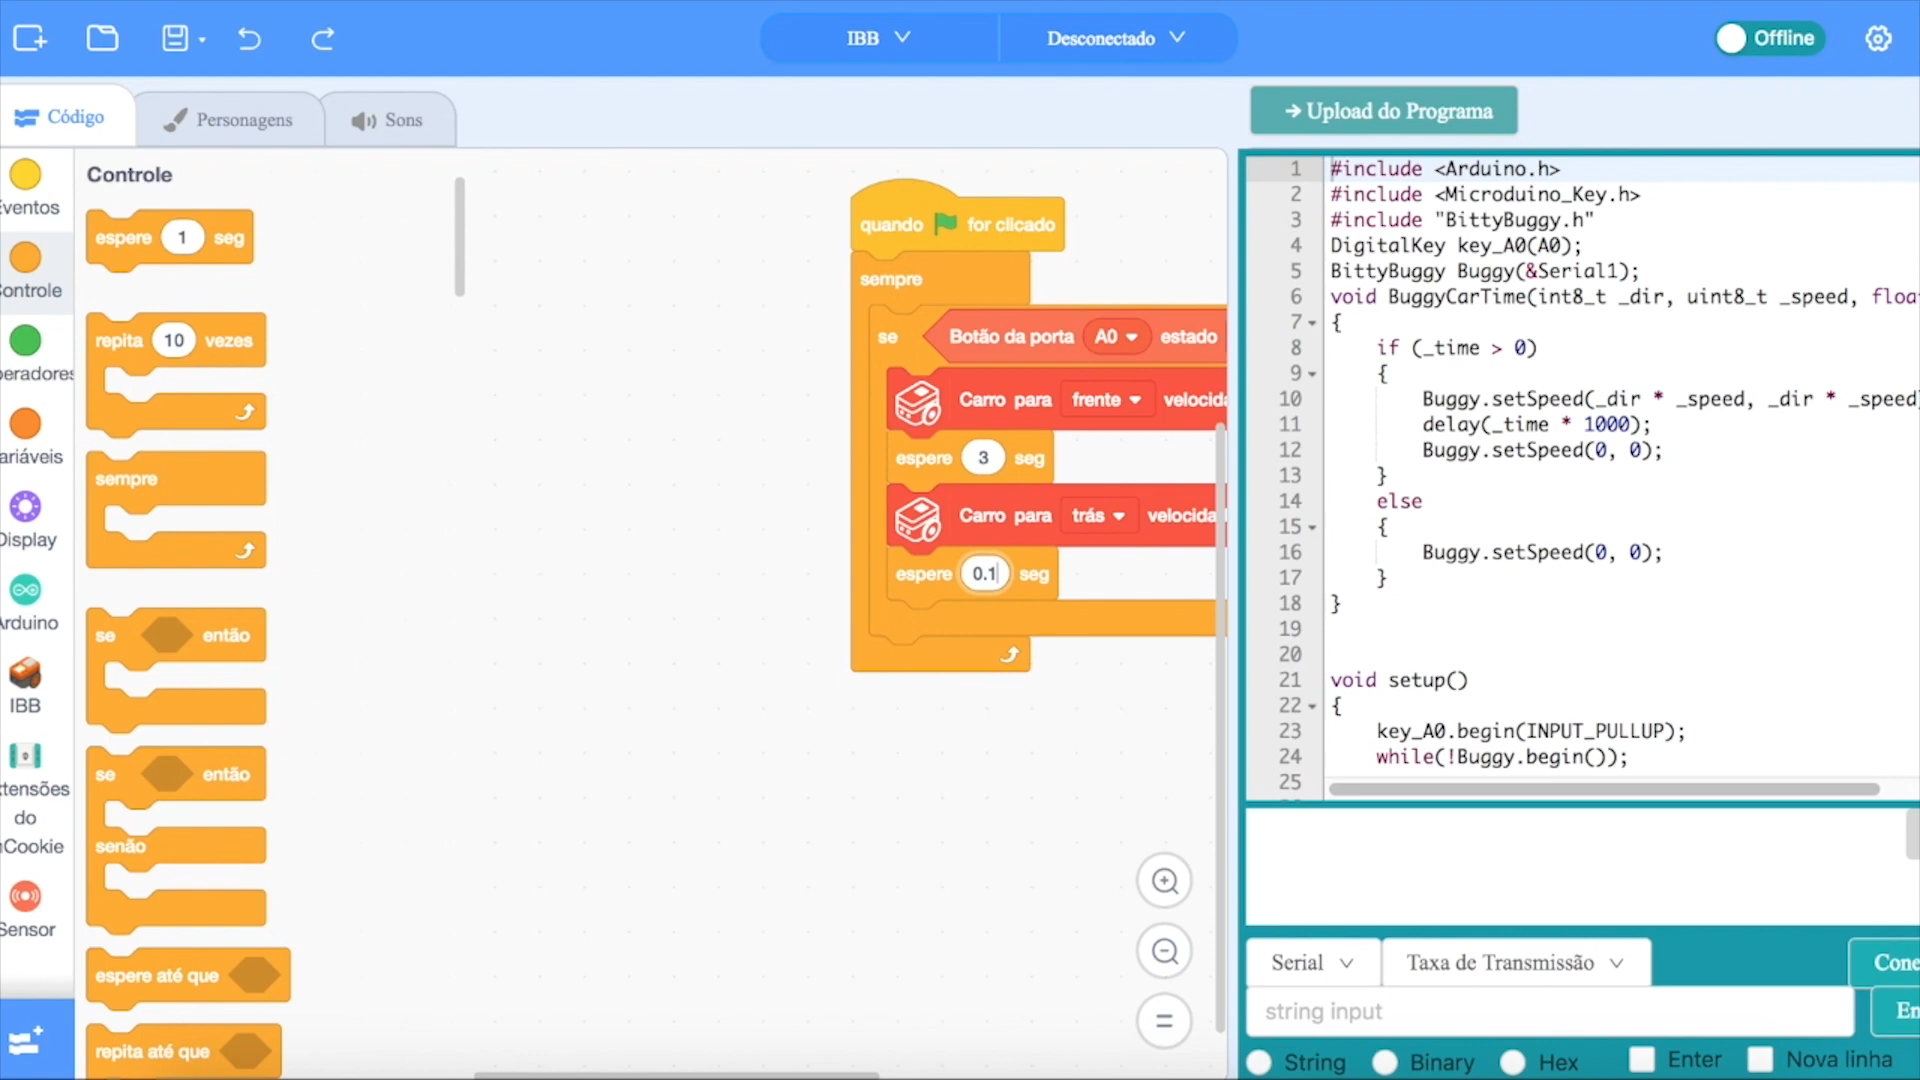 IBB
Desconectado
Offline
Código
Personagens
Sons
Upload do Programa
Eventos
Controle
Operadores
Variáveis
Display
Arduino
IBB
Extensões
do
mCookie
Sensor
Controle
espere 1 seg
repita 10 vezes
sempre
se então
se então
senão
espere até que
repita até que
quando for clicado
sempre
se Botão da porta A0 estado
Carro para frente velocida
espere 3 seg
Carro para trás velocida
espere 0.1 seg
1 #include <Arduino.h>
2 #include <Microduino_Key.h>
3 #include "BittyBuggy.h"
4 DigitalKey key_A0(A0);
5 BittyBuggy Buggy(&Serial1);
6 void BuggyCarTime(int8_t _dir, uint8_t _speed, floa
7 {
8 if (_time > 0)
9 {
10 Buggy.setSpeed(_dir * _speed, _dir * _speed)
11 delay(_time * 1000);
12 Buggy.setSpeed(0, 0);
13 }
14 else
15 {
16 Buggy.setSpeed(0, 0);
17 }
18 }
19
20
21 void setup()
22 {
23 key_A0.begin(INPUT_PULLUP);
24 while(!Buggy.begin());
25
Serial
Taxa de Transmissão
Cone
string input
En
String
Binary
Hex
Enter
Nova linha